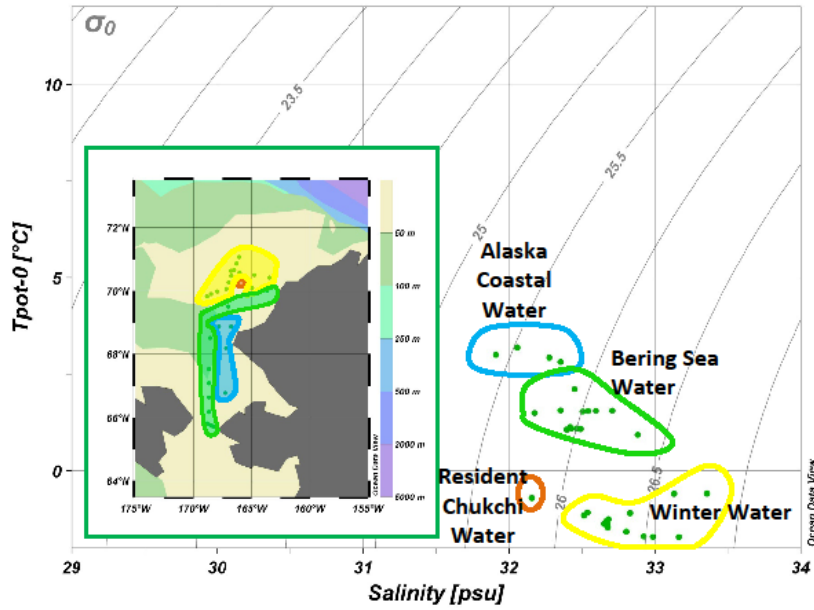 σ0
10
5
0
Tpot-0 [°C]
29
30
31
32
33
34
Salinity [psu]
23.5
25
25.5
26
26.5
Alaska
Coastal
Water
Bering Sea
Water
Resident
Chukchi
Water
Winter Water
Ocean Data View
72°N
70°N
68°N
66°N
64°N
175°W
170°W
165°W
160°W
155°W
50 m
100 m
250 m
500 m
2000 m
5000 m
Ocean Data View